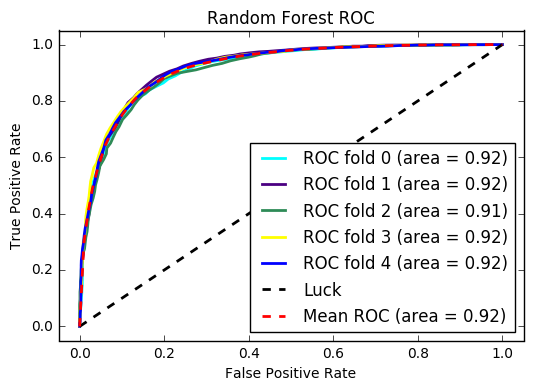 Random Forest ROC
True Positive Rate
1.0
0.8
0.6
0.4
0.2
0.0
ROC fold 0 (area = 0.92)
ROC fold 1 (area = 0.92)
ROC fold 2 (area = 0.91)
ROC fold 3 (area = 0.92)
ROC fold 4 (area = 0.92)
Luck
Mean ROC (area = 0.92)
0.0 0.2 0.4 0.6 0.8 1.0
False Positive Rate